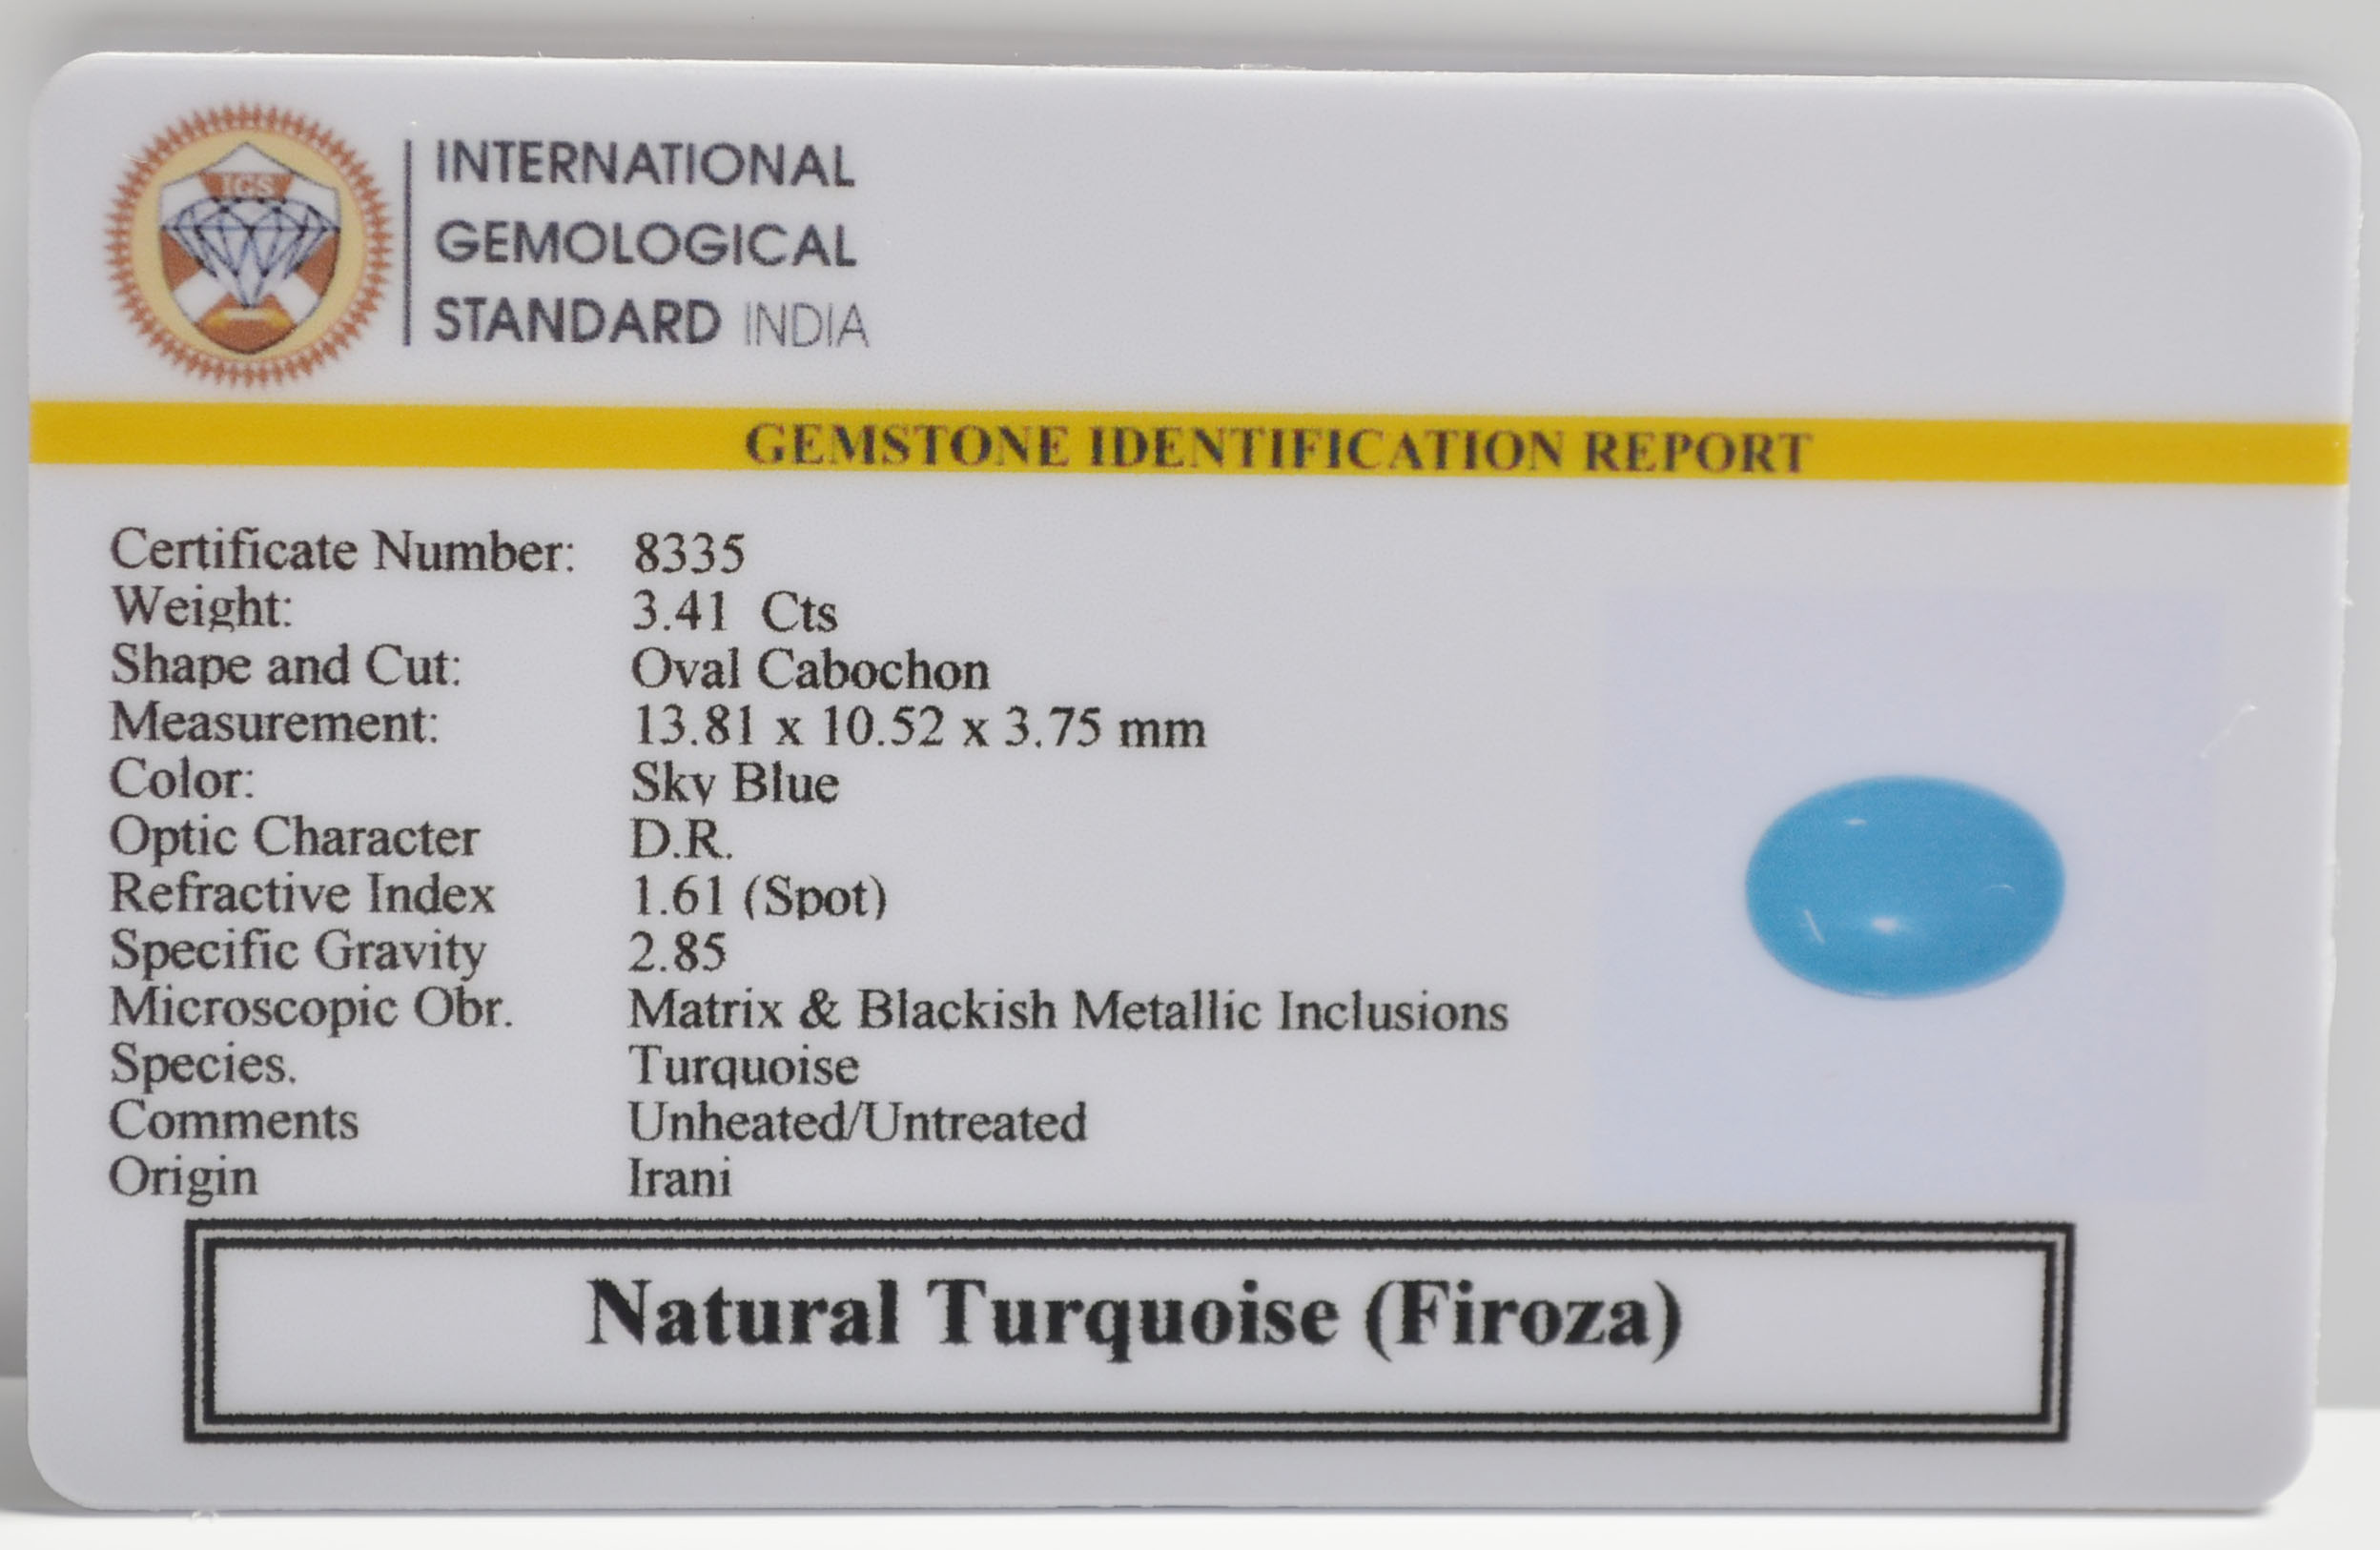 IGS
INTERNATIONAL
GEMOLOGICAL
STANDARD INDIA
GEMSTONE IDENTIFICATION REPORT
Certificate Number: 8335
Weight: 3.41 Cts
Shape and Cut: Oval Cabochon
Measurement: 13.81 x 10.52 x 3.75 mm
Color: Sky Blue
Optic Character D.R.
Refractive Index 1.61 (Spot)
Specific Gravity 2.85
Microscopic Obr. Matrix & Blackish Metallic Inclusions
Species. Turquoise
Comments Unheated/Untreated
Origin Irani
Natural Turquoise (Firoza)